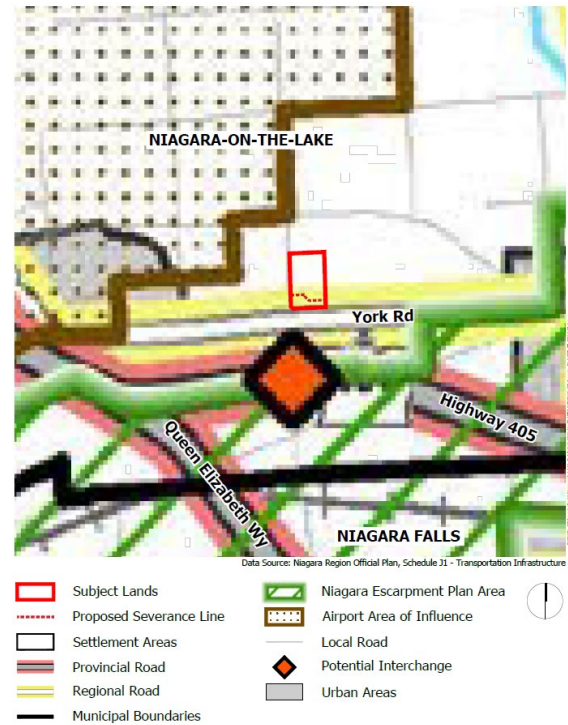 NIAGARA-ON-THE-LAKE
York Rd
Highway 405
Queen Elizabeth Wy
NIAGARA FALLS
Data Source: Niagara Region Official Plan, Schedule J1 - Transportation Infrastructure
Subject Lands
Proposed Severance Line
Settlement Areas
Provincial Road
Regional Road
Municipal Boundaries
Niagara Escarpment Plan Area
Airport Area of Influence
Local Road
Potential Interchange
Urban Areas